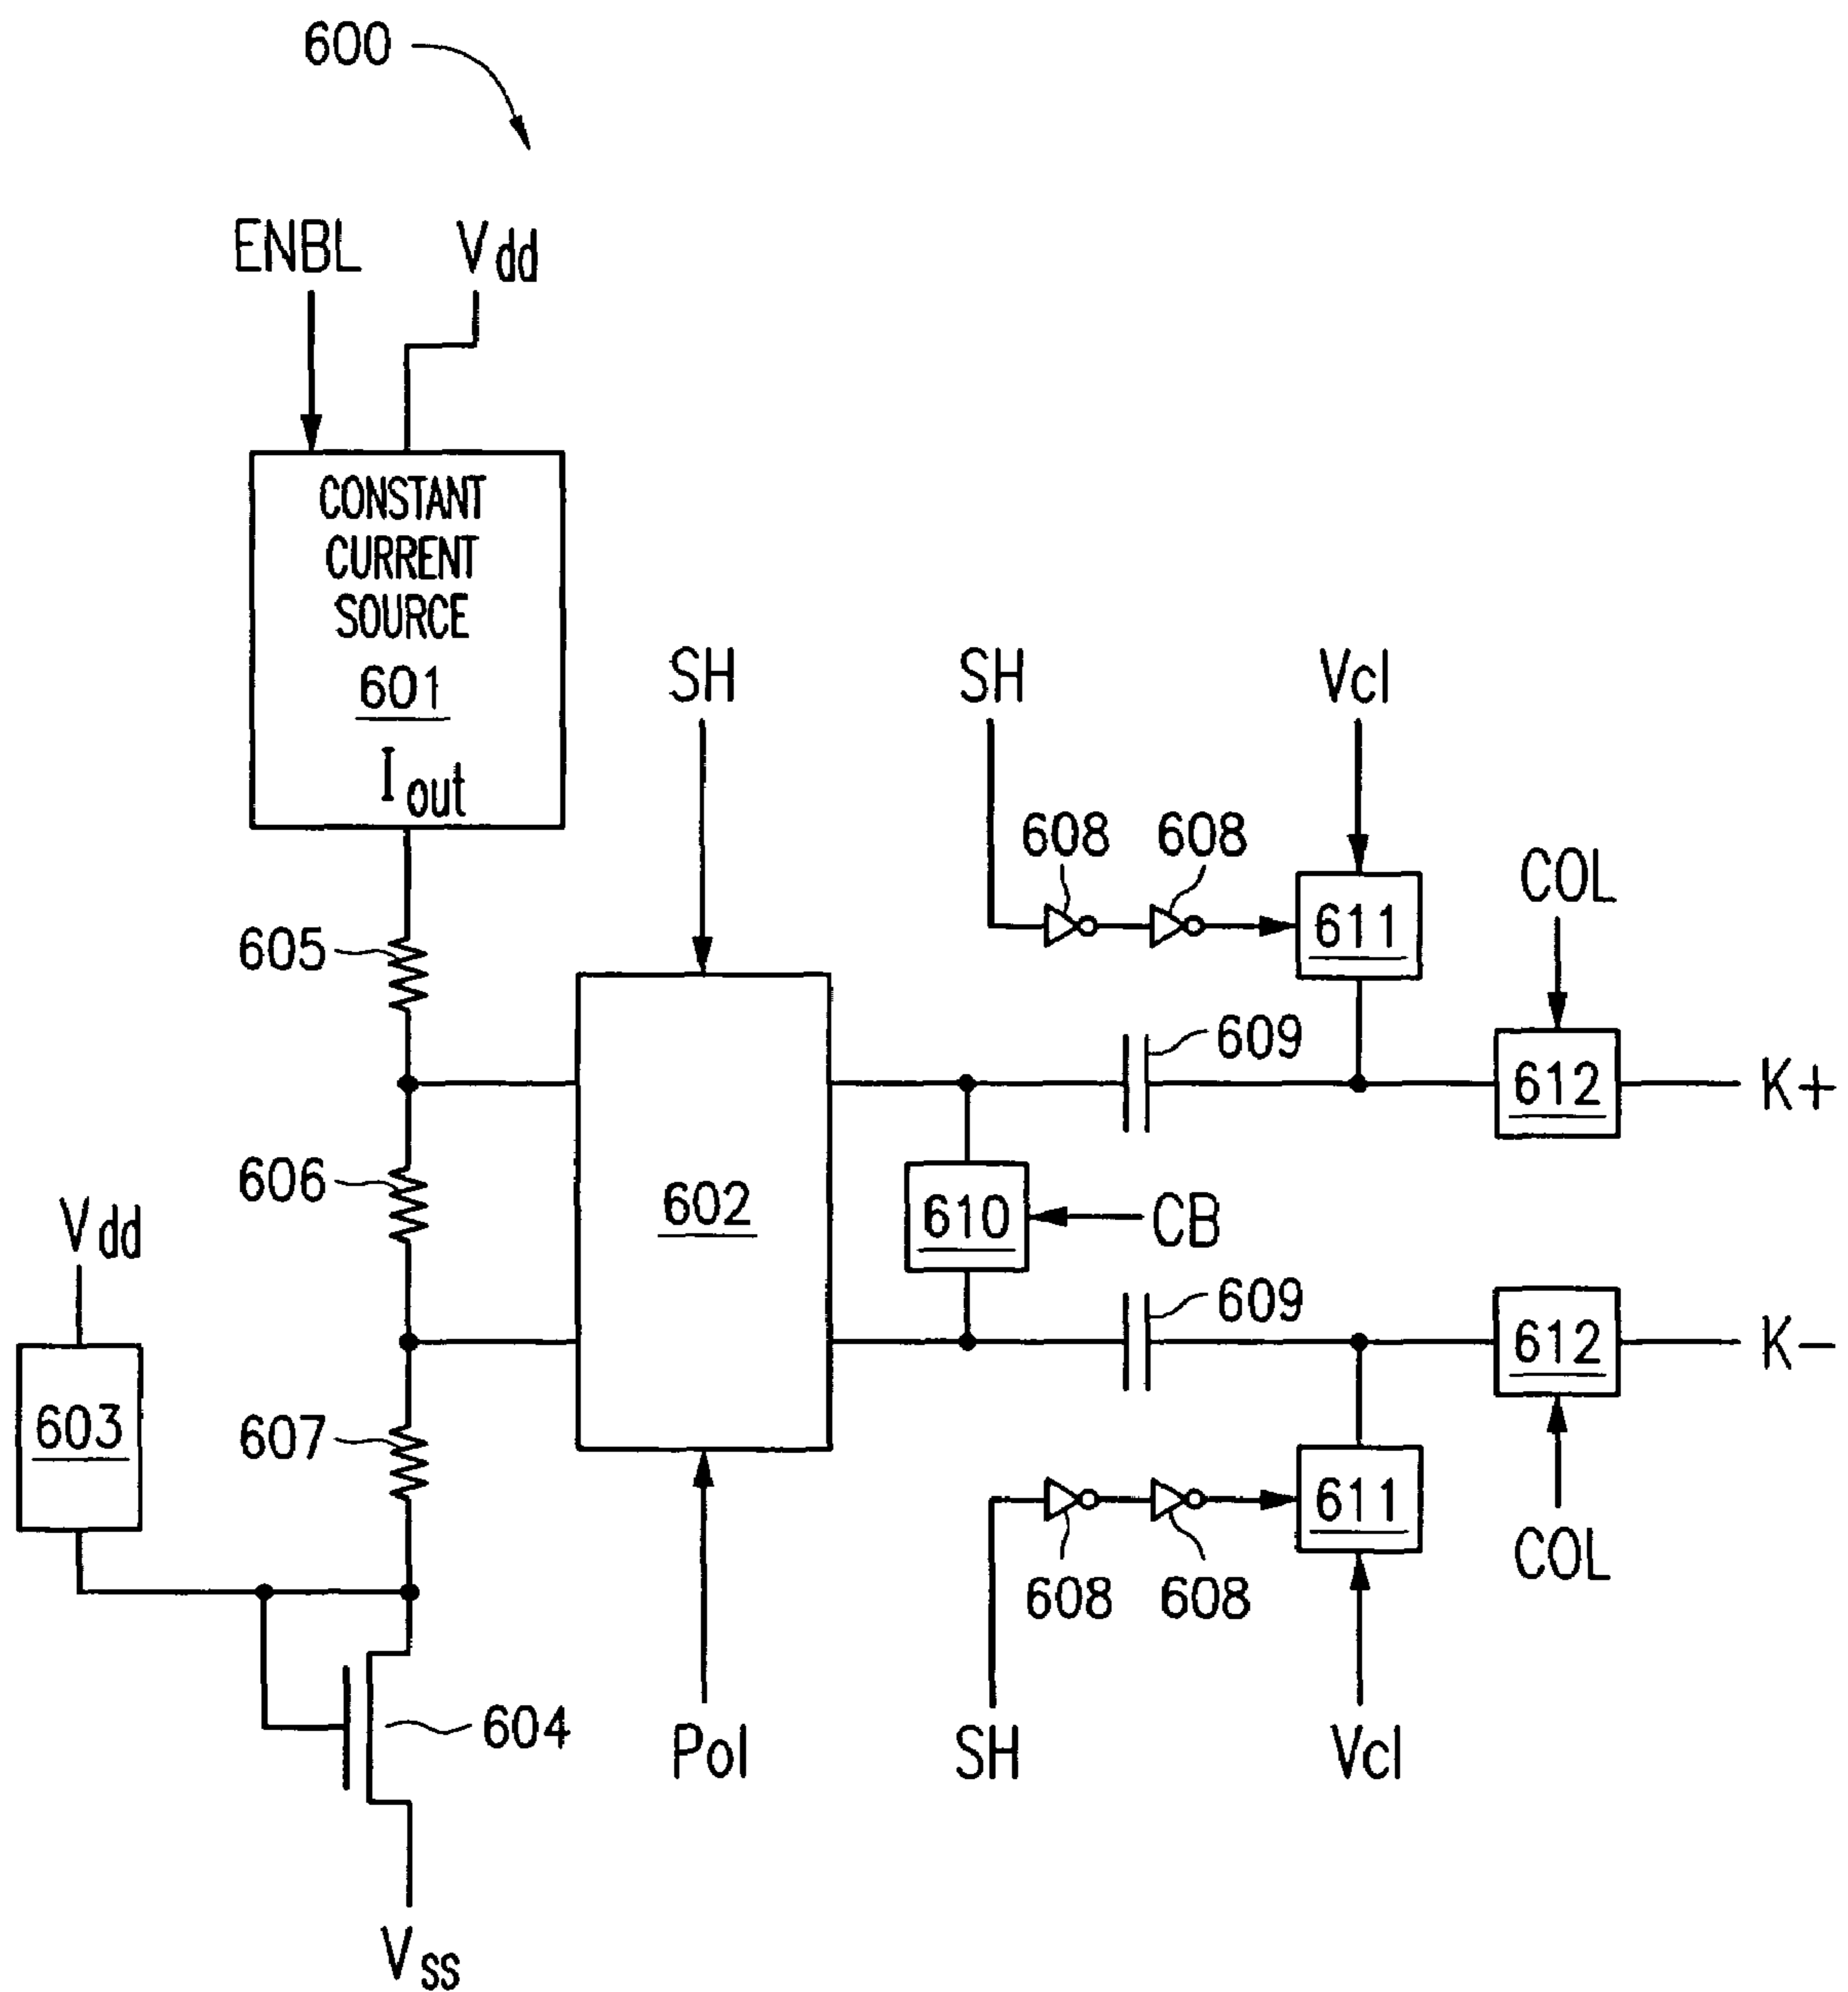 600
ENBL
Vdd
CONSTANT
CURRENT
SOURCE
601
Iout
SH
SH
Vcl
608
608
611
COL
605
609
612
K+
606
602
610
CB
Vdd
603
609
612
K-
607
611
608
608
COL
604
Pol
SH
Vcl
Vss